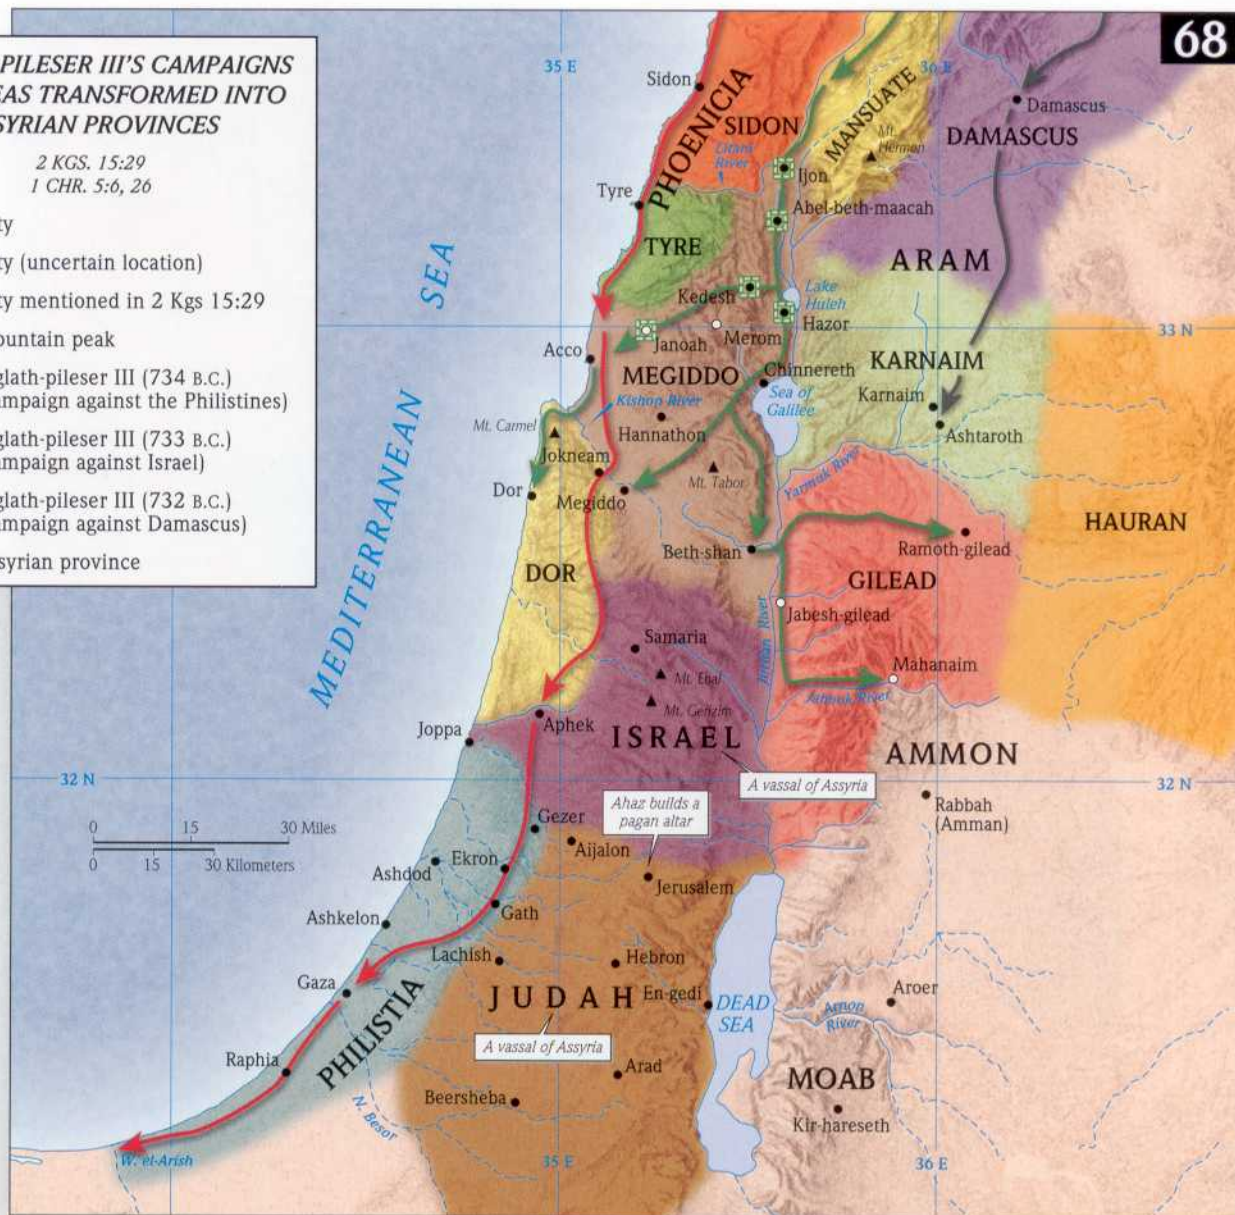 68
PILESER III'S CAMPAIGNS
EAS TRANSFORMED INTO
SYRIAN PROVINCES
2 KGS. 15:29
1 CHR. 5:6, 26
ty
ty (uncertain location)
ty mentioned in 2 Kgs 15:29
ountain peak
glath-pileser III (734 B.C.)
ampaign against the Philistines)
glath-pileser III (733 B.C.)
ampaign against Israel)
glath-pileser III (732 B.C.)
ampaign against Damascus)
ssyrian province
35 E
36 E
Sidon
PHOENICIA
SIDON
MANSUATE
Mt.
Hermon
Damascus
DAMASCUS
Litani
River
Ijon
Tyre
Abel-beth-maacah
TYRE
ARAM
Kedesh
Lake
Huleh
Hazor
33 N
Janoah
Merom
Acco
MEGIDDO
Chinnereth
KARNAIM
Karnaim
Sea of
Galilee
Kishon River
Hannathon
Ashtaroth
Mt. Carmel
Jokneam
Mt. Tabor
Yarmuk River
Dor
Megiddo
HAURAN
Beth-shan
Ramoth-gilead
DOR
GILEAD
Jabesh-gilead
Jordan River
MEDITERRANEAN SEA
Samaria
Mt. Ebal
Mahanaim
Jabbok River
Mt. Gerizim
Joppa
Aphek
ISRAEL
AMMON
32 N
32 N
A vassal of Assyria
Rabbah
(Amman)
Ahaz builds a
pagan altar
0 15 30 Miles
0 15 30 Kilometers
Gezer
Aijalon
Ekron
Ashdod
Jerusalem
Gath
Ashkelon
Lachish
Hebron
Gaza
JUDAH
En-gedi
DEAD
SEA
Aroer
Arnon
River
PHILISTIA
A vassal of Assyria
Raphia
Arad
MOAB
Beersheba
Kir-hareseth
N. Besor
W. el-Arish
35 E
36 E